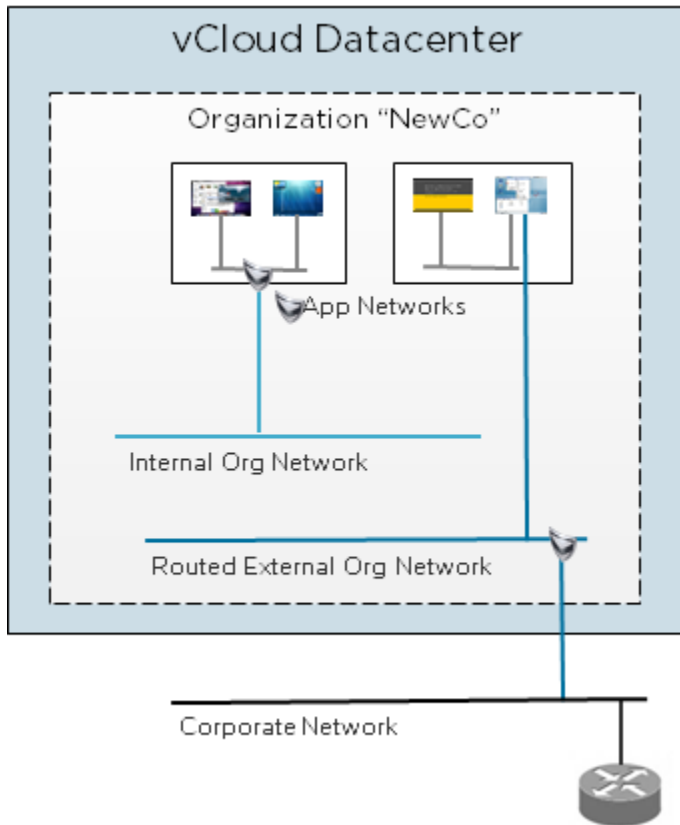 vCloud Datacenter
Organization “NewCo”
App Networks
Internal Org Network
Routed External Org Network
Corporate Network